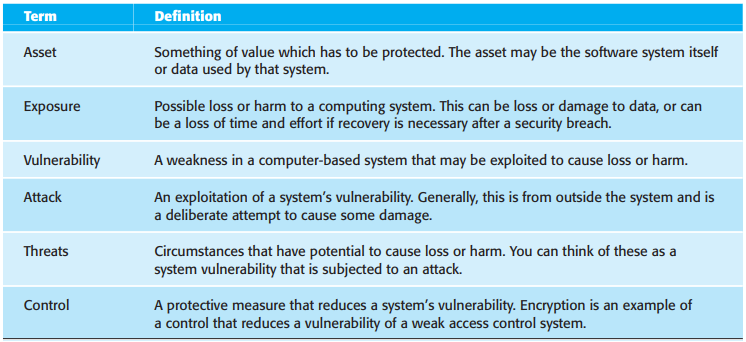 Term Definition
Asset Something of value which has to be protected. The asset may be the software system itself
or data used by that system.
Exposure Possible loss or harm to a computing system. This can be loss or damage to data, or can
be a loss of time and effort if recovery is necessary after a security breach.
Vulnerability A weakness in a computer-based system that may be exploited to cause loss or harm.
Attack An exploitation of a system’s vulnerability. Generally, this is from outside the system and is
a deliberate attempt to cause some damage.
Threats Circumstances that have potential to cause loss or harm. You can think of these as a
system vulnerability that is subjected to an attack.
Control A protective measure that reduces a system’s vulnerability. Encryption is an example of
a control that reduces a vulnerability of a weak access control system.